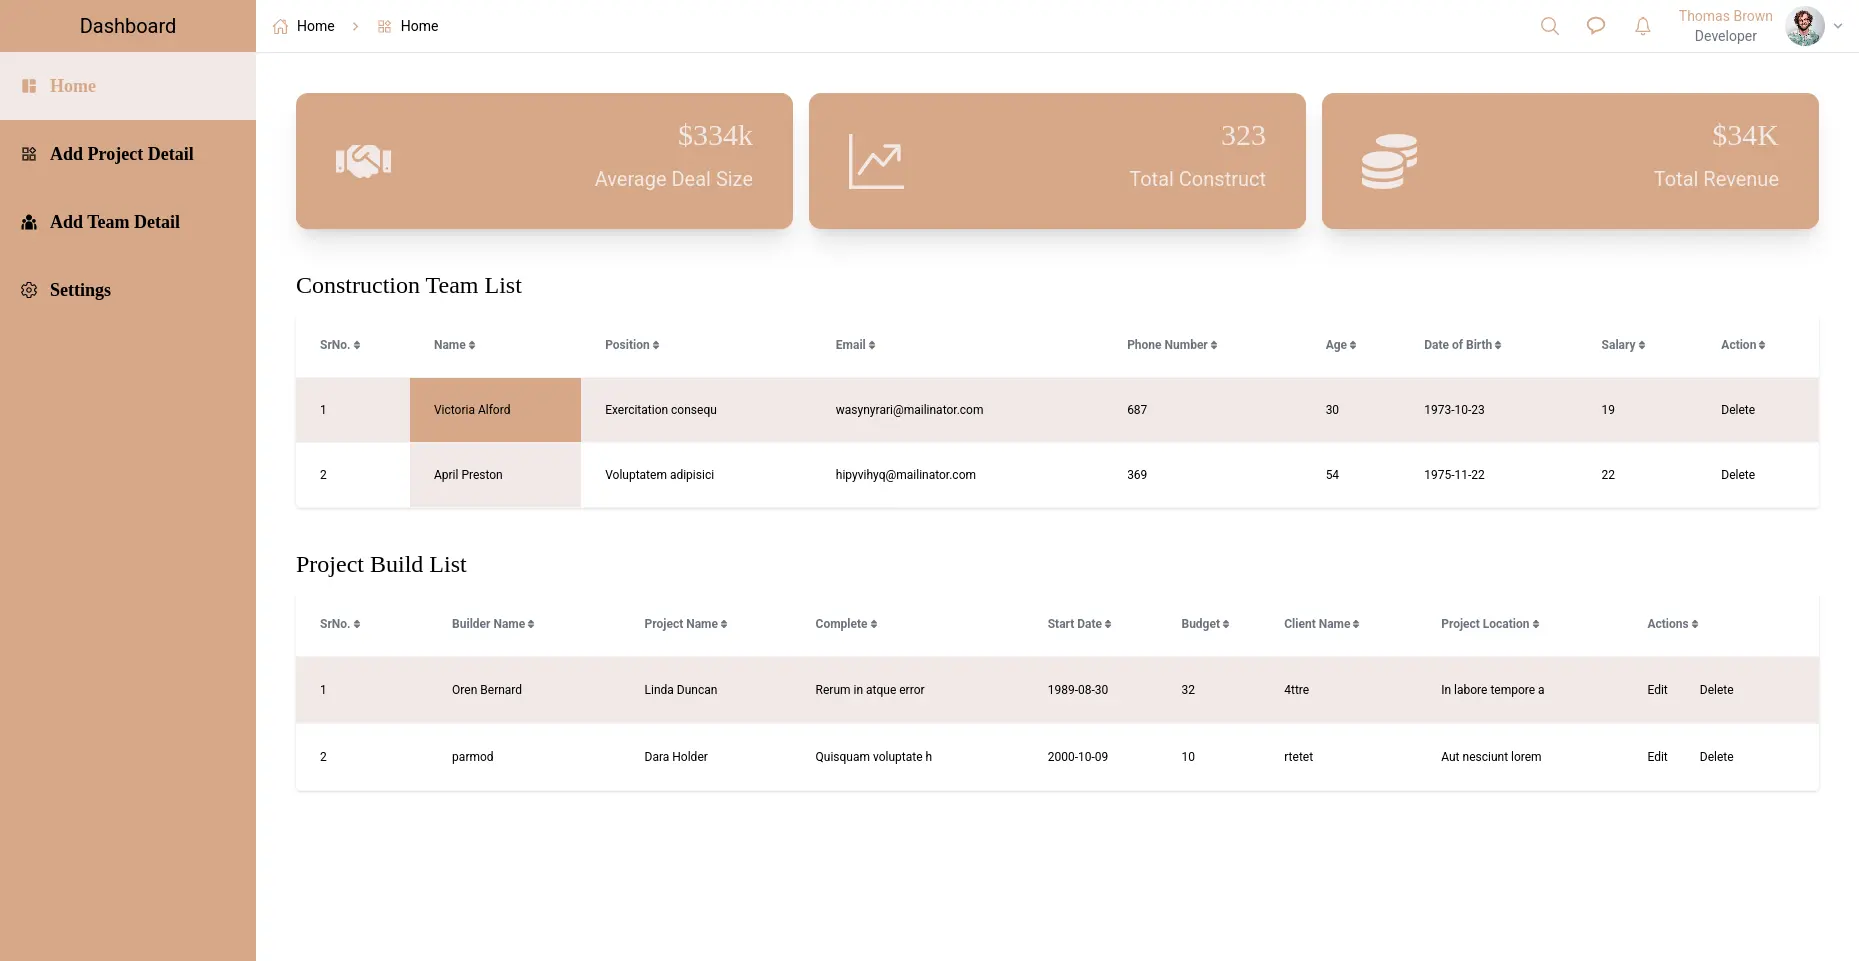 Dashboard
Home
Add Project Detail
Add Team Detail
Settings
Home Home
Thomas Brown
Developer
$334k
Average Deal Size
323
Total Construct
$34K
Total Revenue
Construction Team List
SrNo. Name Position Email Phone Number Age Date of Birth Salary Action
1 Victoria Alford Exercitation consequ wasynyrari@mailinator.com 687 30 1973-10-23 19 Delete
2 April Preston Voluptatem adipisici hipyvihyq@mailinator.com 369 54 1975-11-22 22 Delete
Project Build List
SrNo. Builder Name Project Name Complete Start Date Budget Client Name Project Location Actions
1 Oren Bernard Linda Duncan Rerum in atque error 1989-08-30 32 4ttre In labore tempore a Edit Delete
2 parmod Dara Holder Quisquam voluptate h 2000-10-09 10 rtetet Aut nesciunt lorem Edit Delete